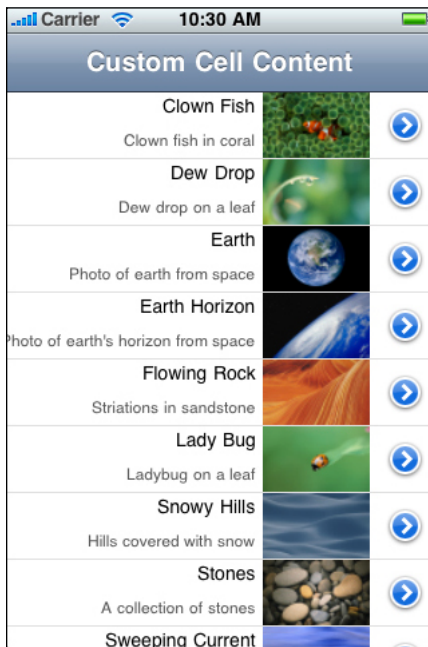 Carrier 10:30 AM
Custom Cell Content
Clown Fish
Clown fish in coral
Dew Drop
Dew drop on a leaf
Earth
Photo of earth from space
Earth Horizon
Photo of earth's horizon from space
Flowing Rock
Striations in sandstone
Lady Bug
Ladybug on a leaf
Snowy Hills
Hills covered with snow
Stones
A collection of stones
Sweeping Current